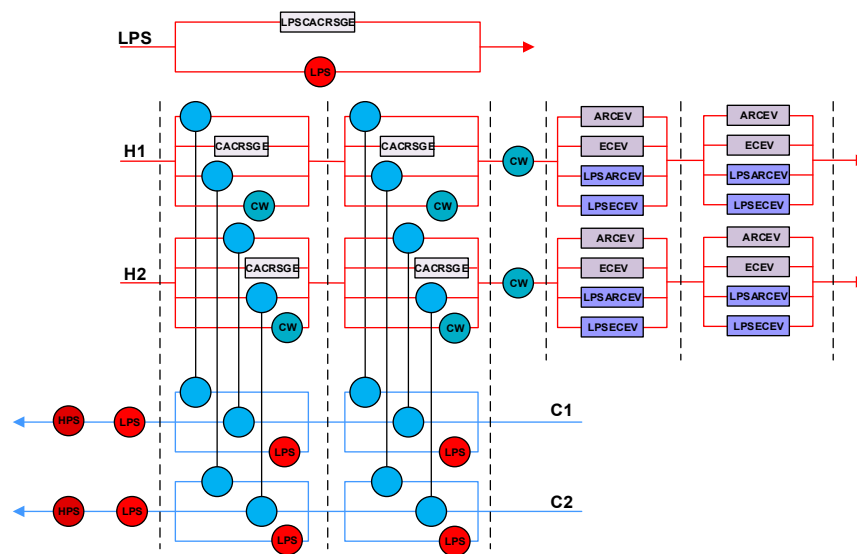 LPSCACRSGE
LPS
LPS
ARCEV
ARCEV
CACRSGE
CACRSGE
ECEV
ECEV
H1
CW
LPSARCEV
LPSARCEV
CW
CW
LPSECEV
LPSECEV
ARCEV
ARCEV
CACRSGE
CACRSGE
ECEV
ECEV
H2
CW
LPSARCEV
LPSARCEV
CW
CW
LPSECEV
LPSECEV
C1
HPS
LPS
LPS
LPS
C2
HPS
LPS
LPS
LPS